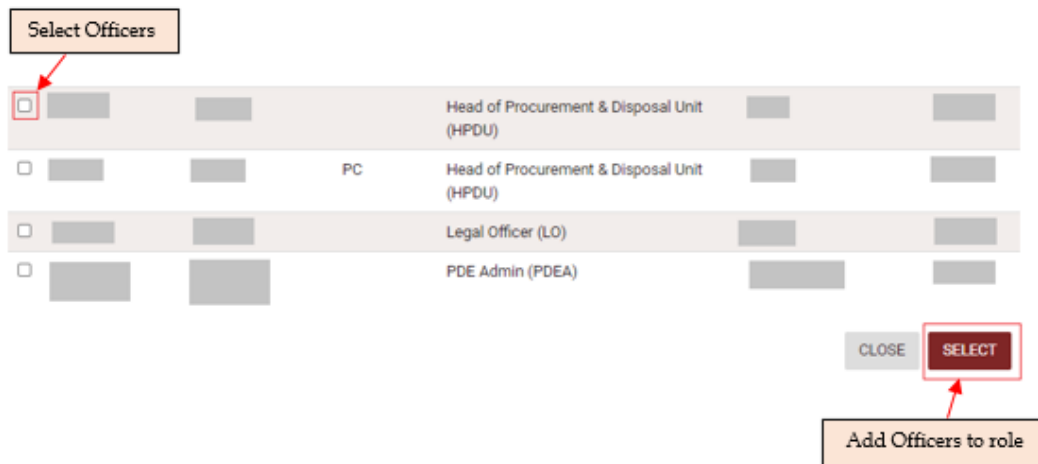 Select Officers
Head of Procurement & Disposal Unit
(HPDU)
PC
Head of Procurement & Disposal Unit
(HPDU)
Legal Officer (LO)
PDE Admin (PDEA)
CLOSE
SELECT
Add Officers to role